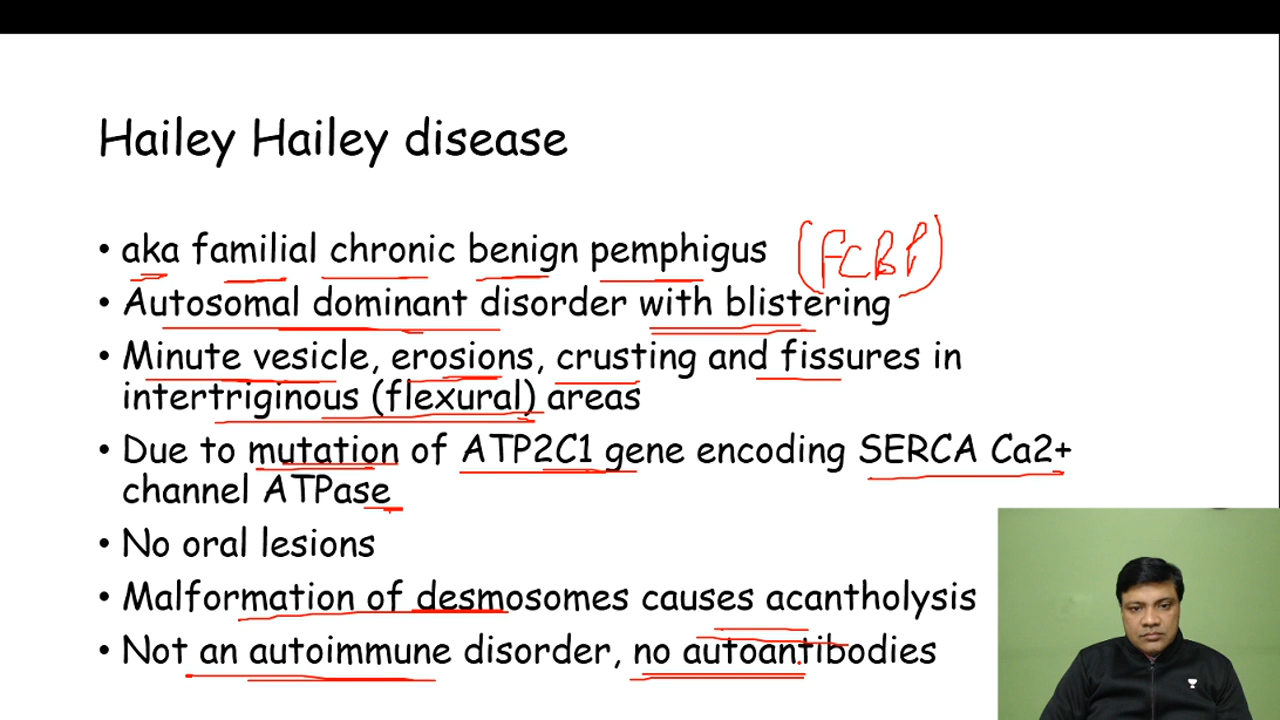 Hailey Hailey disease
• aka familial chronic benign pemphigus (FCBP)
• Autosomal dominant disorder with blistering
• Minute vesicle, erosions, crusting and fissures in
intertriginous (flexural) areas
• Due to mutation of ATP2C1 gene encoding SERCA Ca2+
channel ATPase
• No oral lesions
• Malformation of desmosomes causes acantholysis
• Not an autoimmune disorder, no autoantibodies